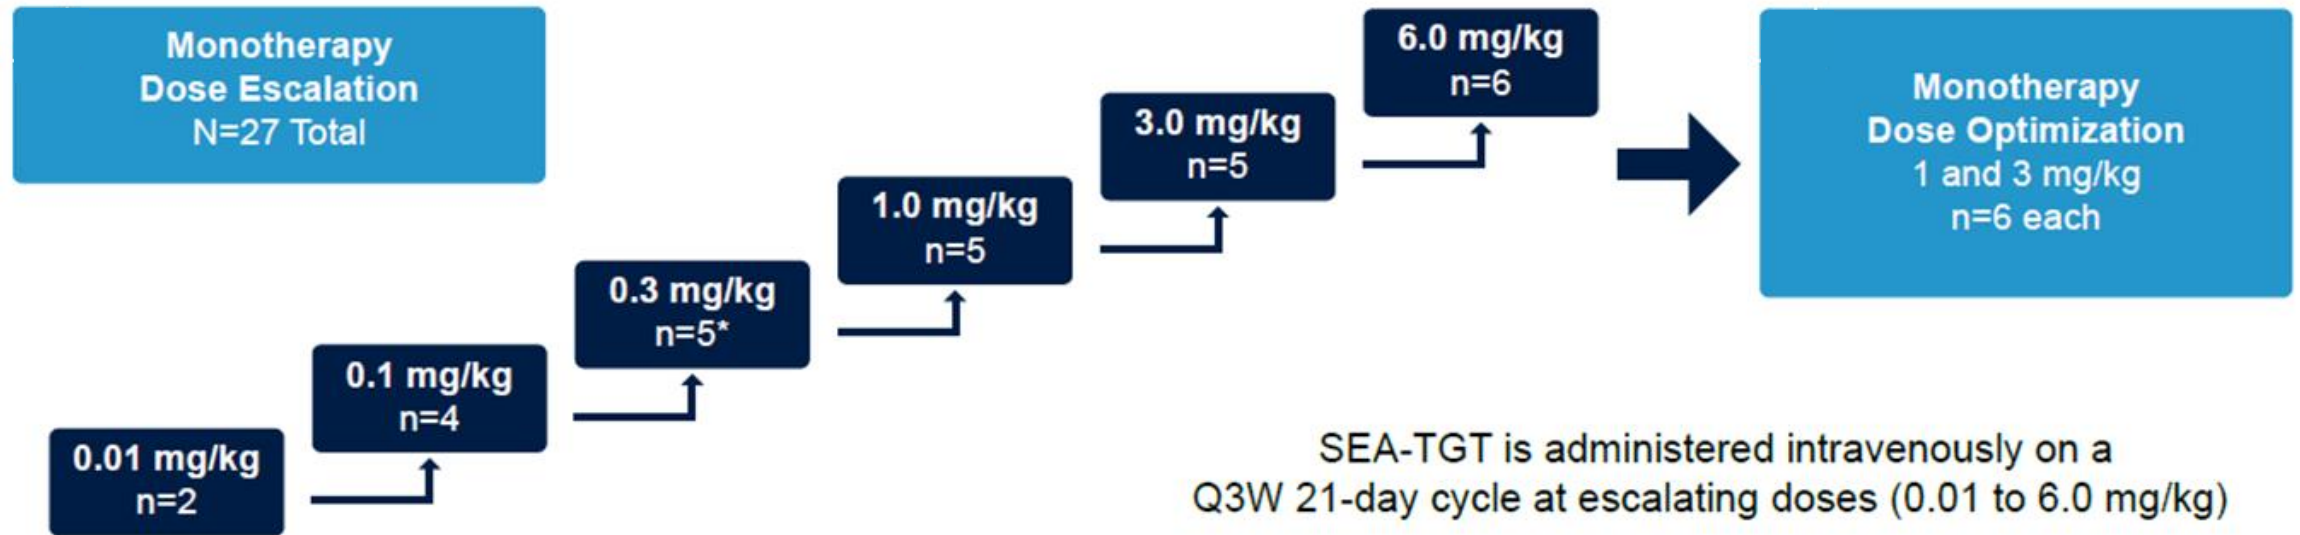 Monotherapy
Dose Escalation
N=27 Total
0.01 mg/kg
n=2
0.1 mg/kg
n=4
0.3 mg/kg
n=5*
1.0 mg/kg
n=5
3.0 mg/kg
n=5
6.0 mg/kg
n=6
Monotherapy
Dose Optimization
1 and 3 mg/kg
n=6 each
SEA-TGT is administered intravenously on a
Q3W 21-day cycle at escalating doses (0.01 to 6.0 mg/kg)